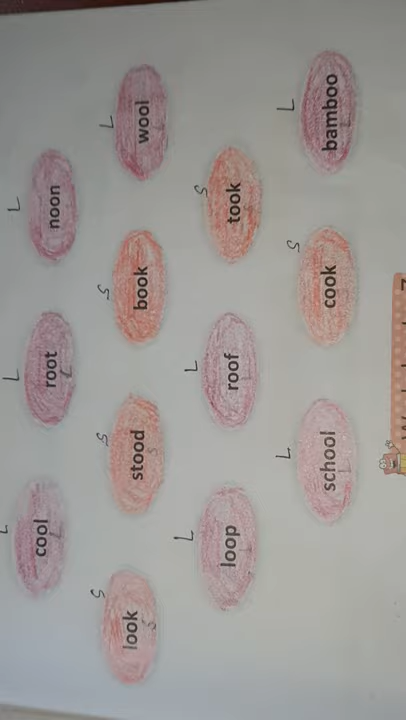 L L L
cool root noon
S S S L
look stood book wool
L L S
loop roof took
L S L
school cook bamboo